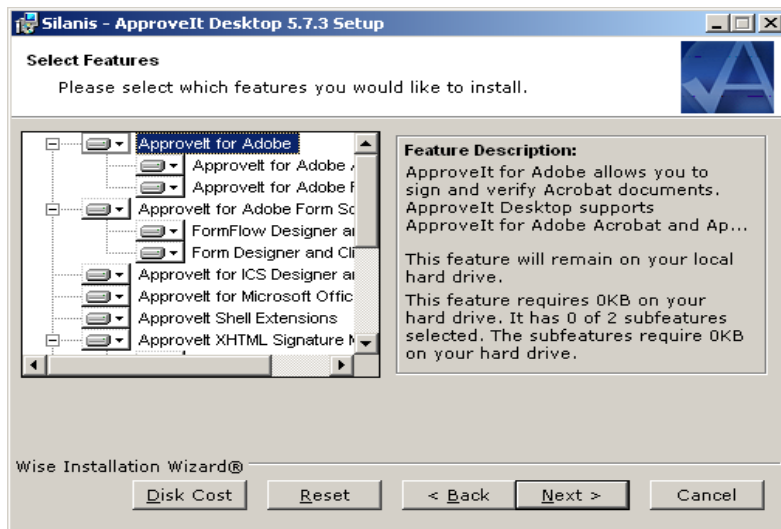 Silanis - ApproveIt Desktop 5.7.3 Setup
Select Features
Please select which features you would like to install.
ApproveIt for Adobe
ApproveIt for Adobe
ApproveIt for Adobe
ApproveIt for Adobe Form
FormFlow Designer
Form Designer and
ApproveIt for ICS Designer
ApproveIt for Microsoft
ApproveIt Shell Extensions
ApproveIt XHTML Signature
Feature Description:
ApproveIt for Adobe allows you to
sign and verify Acrobat documents.
ApproveIt Desktop supports
ApproveIt for Adobe Acrobat and Ap...
This feature will remain on your local
hard drive.
This feature requires 0KB on your
hard drive. It has 0 of 2 subfeatures
selected. The subfeatures require 0KB
on your hard drive.
Wise Installation Wizard®
Disk Cost
Reset
< Back
Next >
Cancel